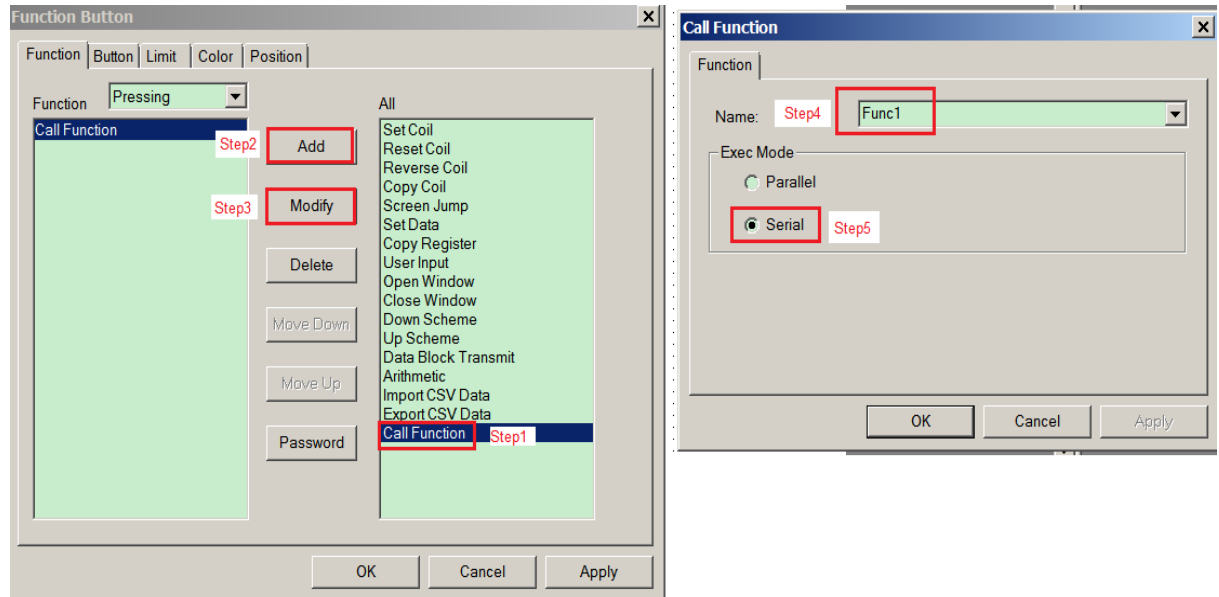 Function Button
Function Button Limit Color Position
Function Pressing
All
Call Function
Step2 Add
Step3 Modify
Delete
Move Down
Move Up
Password
Set Coil
Reset Coil
Reverse Coil
Copy Coil
Screen Jump
Set Data
Copy Register
User Input
Open Window
Close Window
Down Scheme
Up Scheme
Data Block Transmit
Arithmetic
Import CSV Data
Export CSV Data
Call Function Step1
OK Cancel Apply
Call Function
Function
Name: Step4 Func1
Exec Mode
Parallel
Serial Step5
OK Cancel Apply